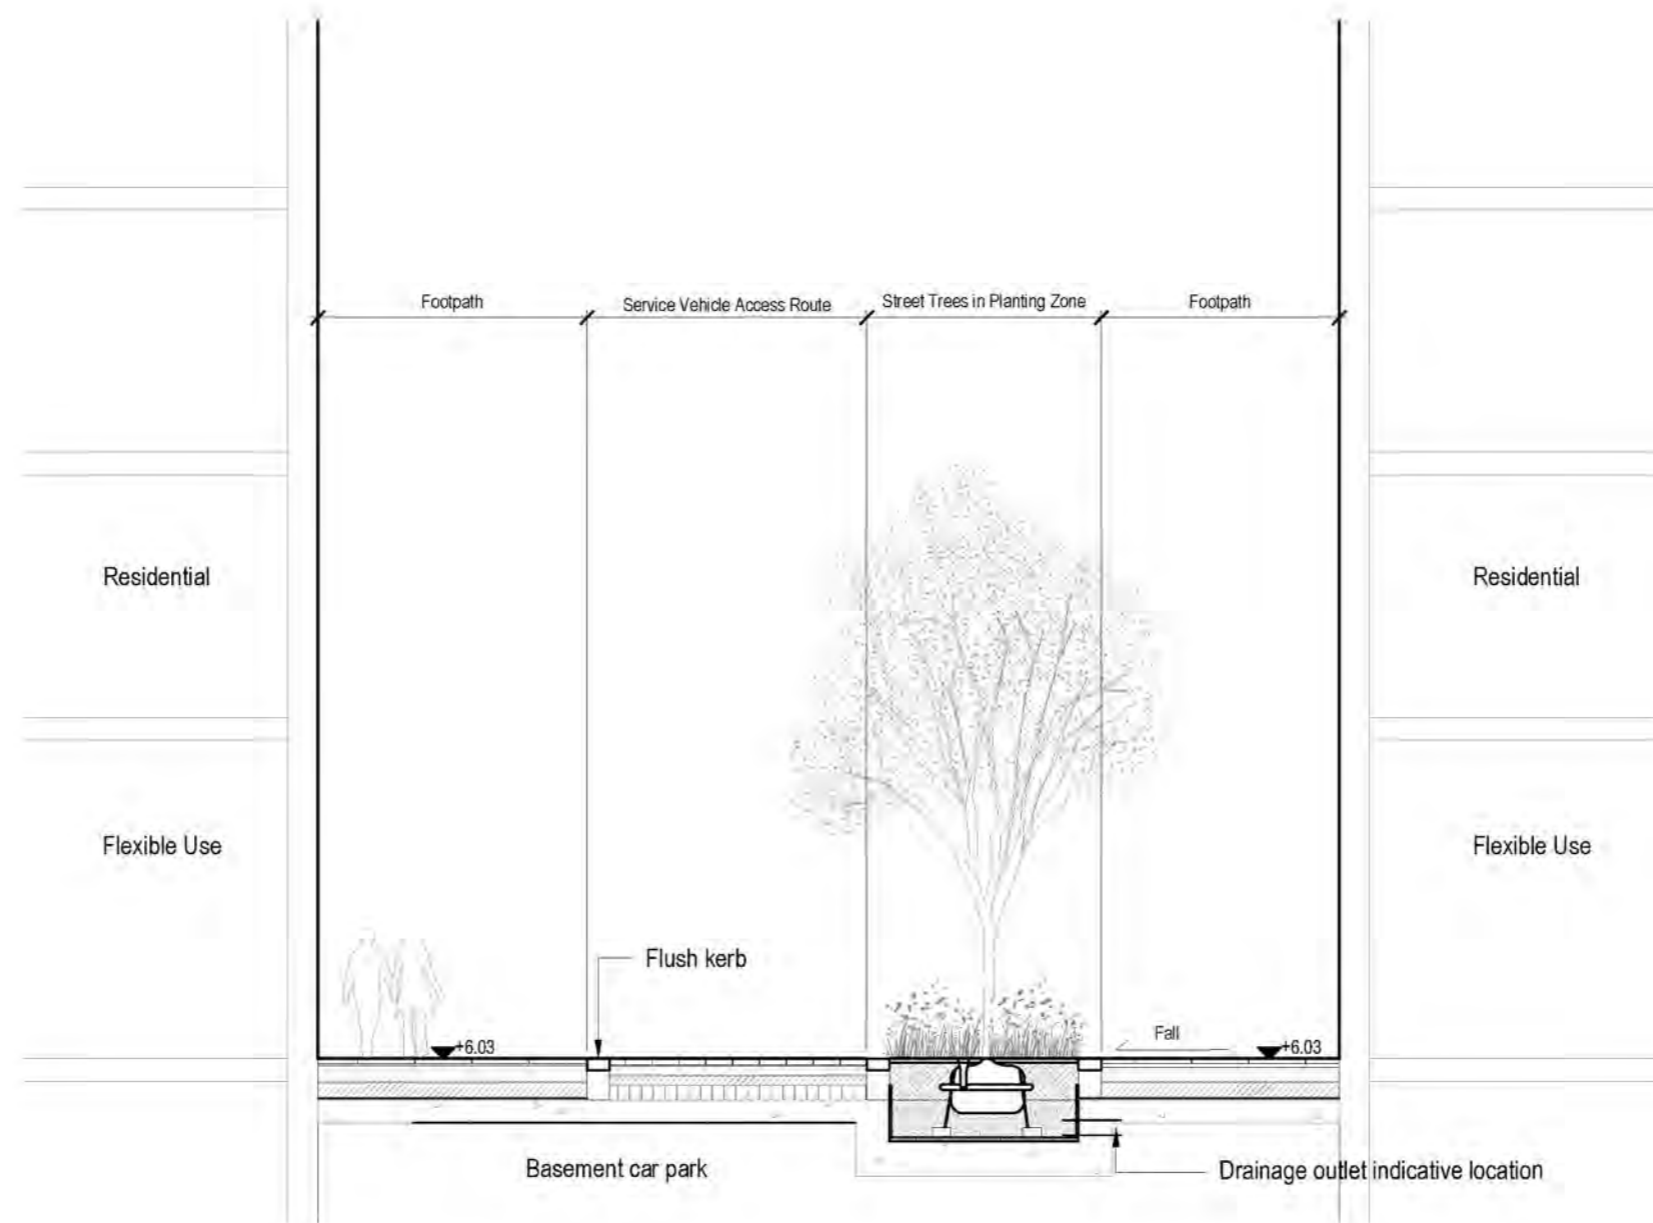 Footpath
Service Vehicle Access Route
Street Trees in Planting Zone
Footpath
Residential
Residential
Flexible Use
Flexible Use
Flush kerb
Fall
+6.03
+6.03
Basement car park
Drainage outlet indicative location